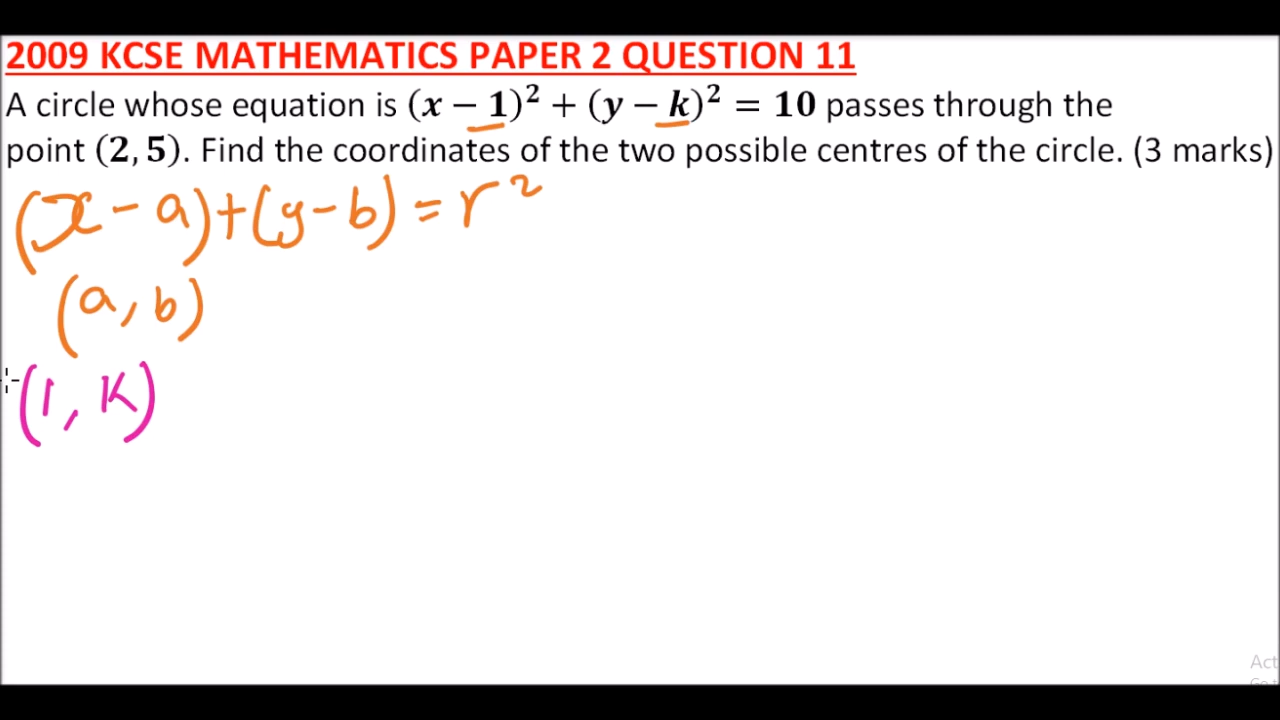 2009 KCSE MATHEMATICS PAPER 2 QUESTION 11
A circle whose equation is (x − 1)² + (y − k)² = 10 passes through the
point (2, 5). Find the coordinates of the two possible centres of the circle. (3 marks)
(x - a) + (y - b) = r²
(a, b)
(1, K)
Act